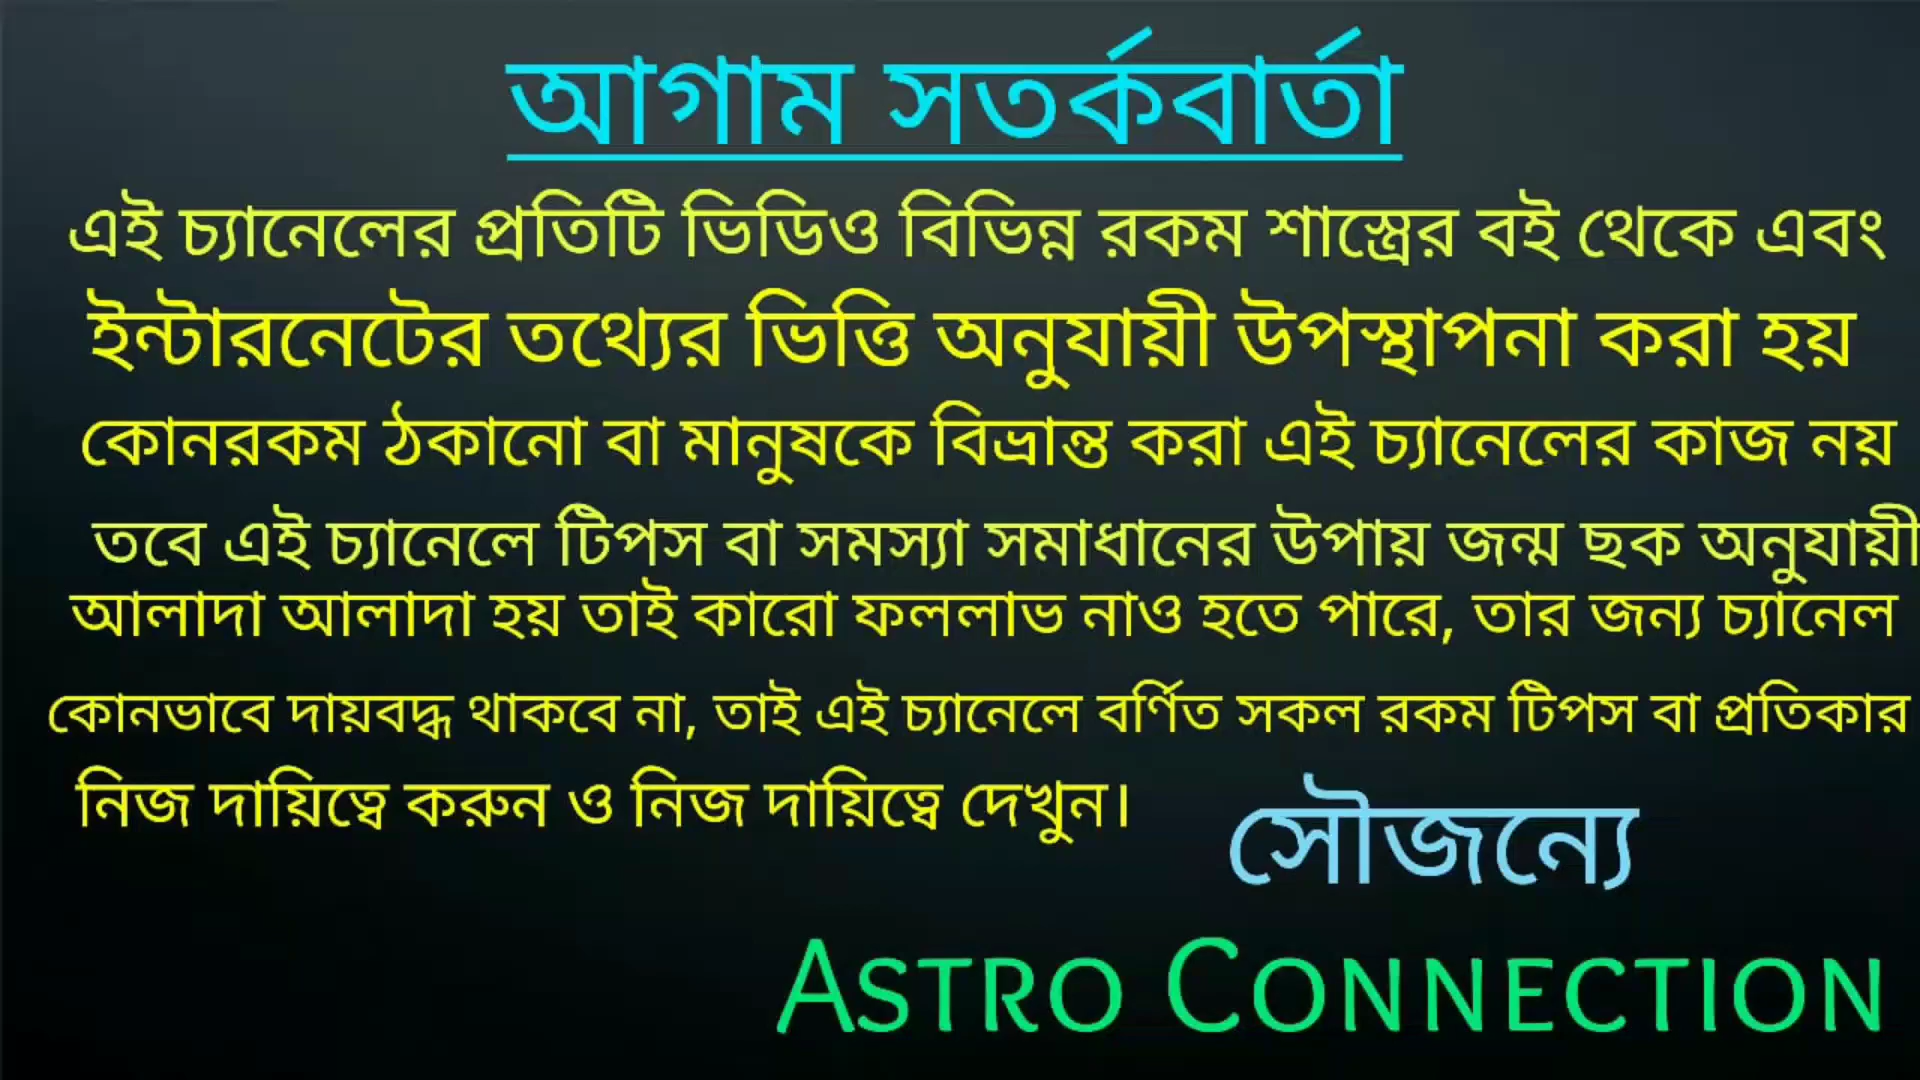 আগাম সতর্কবার্তা
এই চ্যানেলের প্রতিটি ভিডিও বিভিন্ন রকম শাস্ত্রের বই থেকে এবং
ইন্টারনেটের তথ্যের ভিত্তি অনুযায়ী উপস্থাপনা করা হয়
কোনরকম ঠকানো বা মানুষকে বিভ্রান্ত করা এই চ্যানেলের কাজ নয়
তবে এই চ্যানেলে টিপস বা সমস্যা সমাধানের উপায় জন্ম ছক অনুযায়ী
আলাদা আলাদা হয় তাই কারো ফললাভ নাও হতে পারে, তার জন্য চ্যানেল
কোনভাবে দায়বদ্ধ থাকবে না, তাই এই চ্যানেলে বর্ণিত সকল রকম টিপস বা প্রতিকার
নিজ দায়িত্বে করুন ও নিজ দায়িত্বে দেখুন।
সৌজন্যে
ASTRO CONNECTION